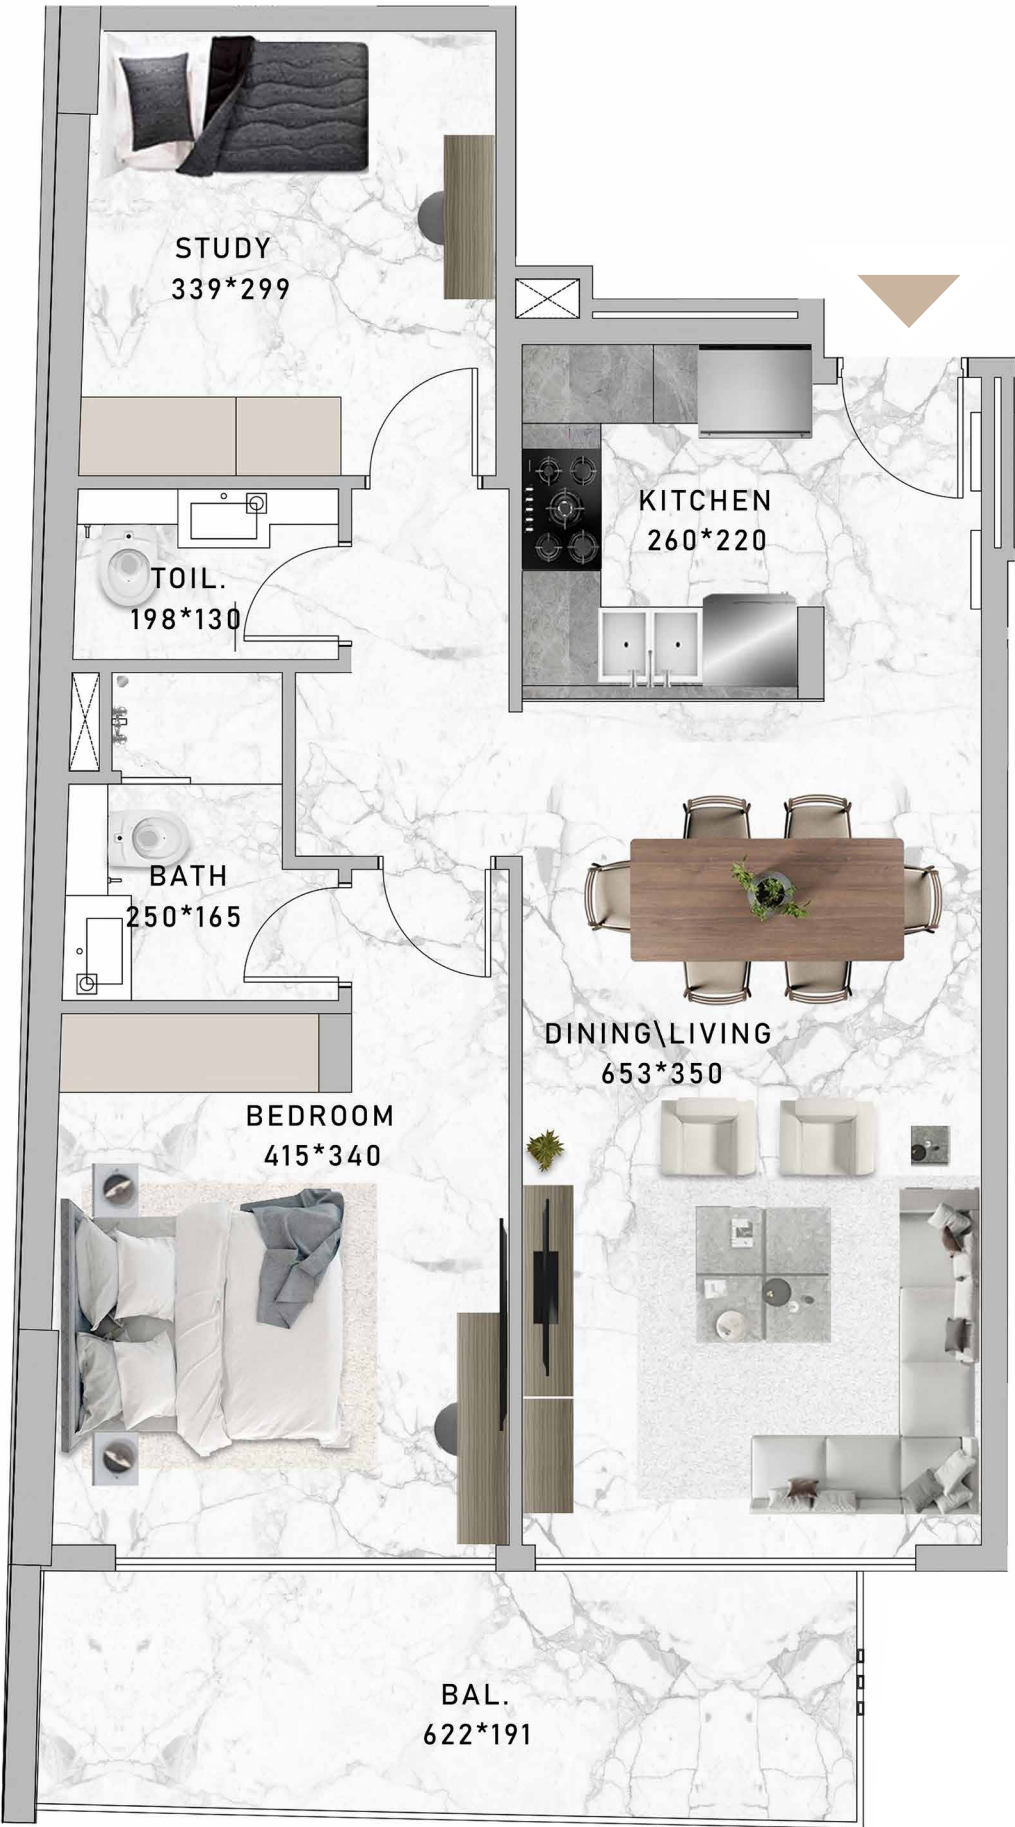 STUDY
339*299
KITCHEN
260*220
TOIL.
198*130
BATH
250*165
DINING\LIVING
653*350
BEDROOM
415*340
BAL.
622*191